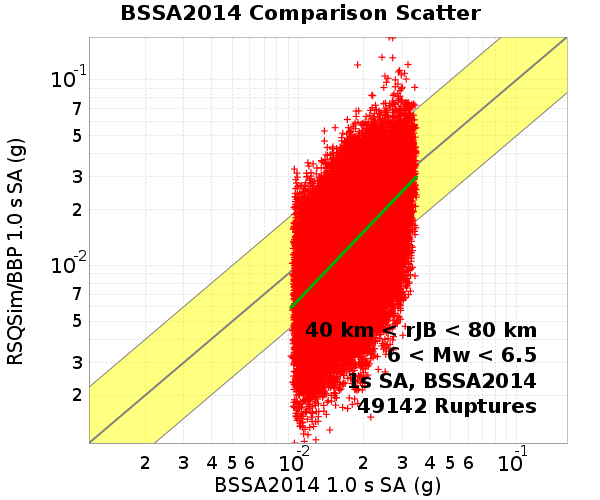 BSSA2014 Comparison Scatter
RSQSim/BBP 1.0 s SA (g)
10-1
7
5
3
2
10-2
7
5
3
2
40 km < rJB < 80 km
6 < Mw < 6.5
1s SA, BSSA2014
49142 Ruptures
2 3 4 5 6 10-2 2 3 4 5 6 10-1
BSSA2014 1.0 s SA (g)